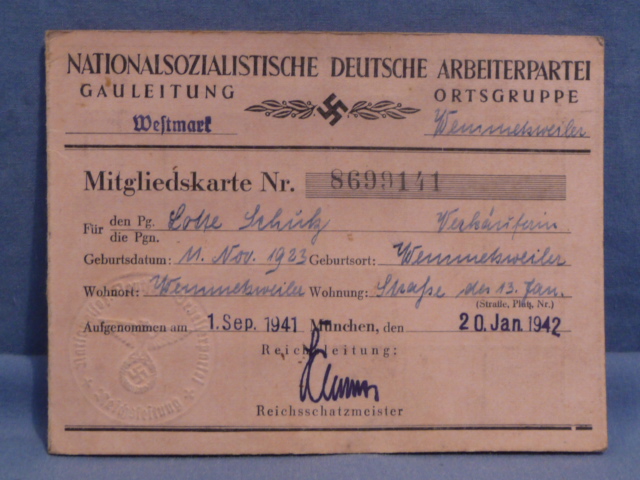 NATIONALSOZIALISTISCHE DEUTSCHE ARBEITERPARTEI
GAULEITUNG ORTSGRUPPE
Westmark Wemmetsweiler
Mitgliedskarte Nr. 8699141
Für den Pg. die Pgn. Lotte Schütz Verkäuferin
Geburtsdatum: 11. Nov. 1923 Geburtsort: Wemmetsweiler
Wohnort: Wemmetsweiler Wohnung: Straße des 13. Jan.
(Straße, Platz, Nr.)
Aufgenommen am 1. Sep. 1941 München, den 20. Jan. 1942
Reichsleitung:
Reichsschatzmeister